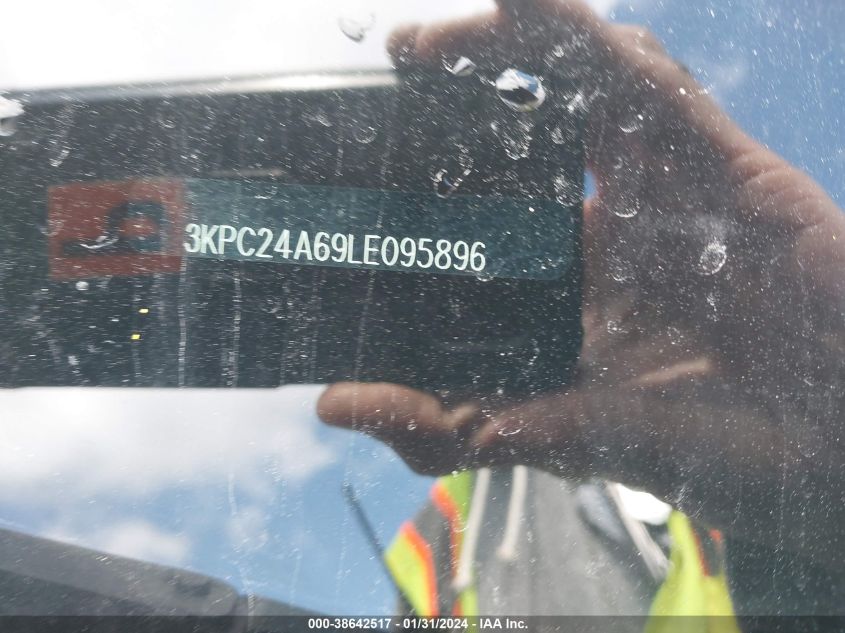 3KPC24A69LE095896
000-38642517 - 01/31/2024 - IAA Inc.